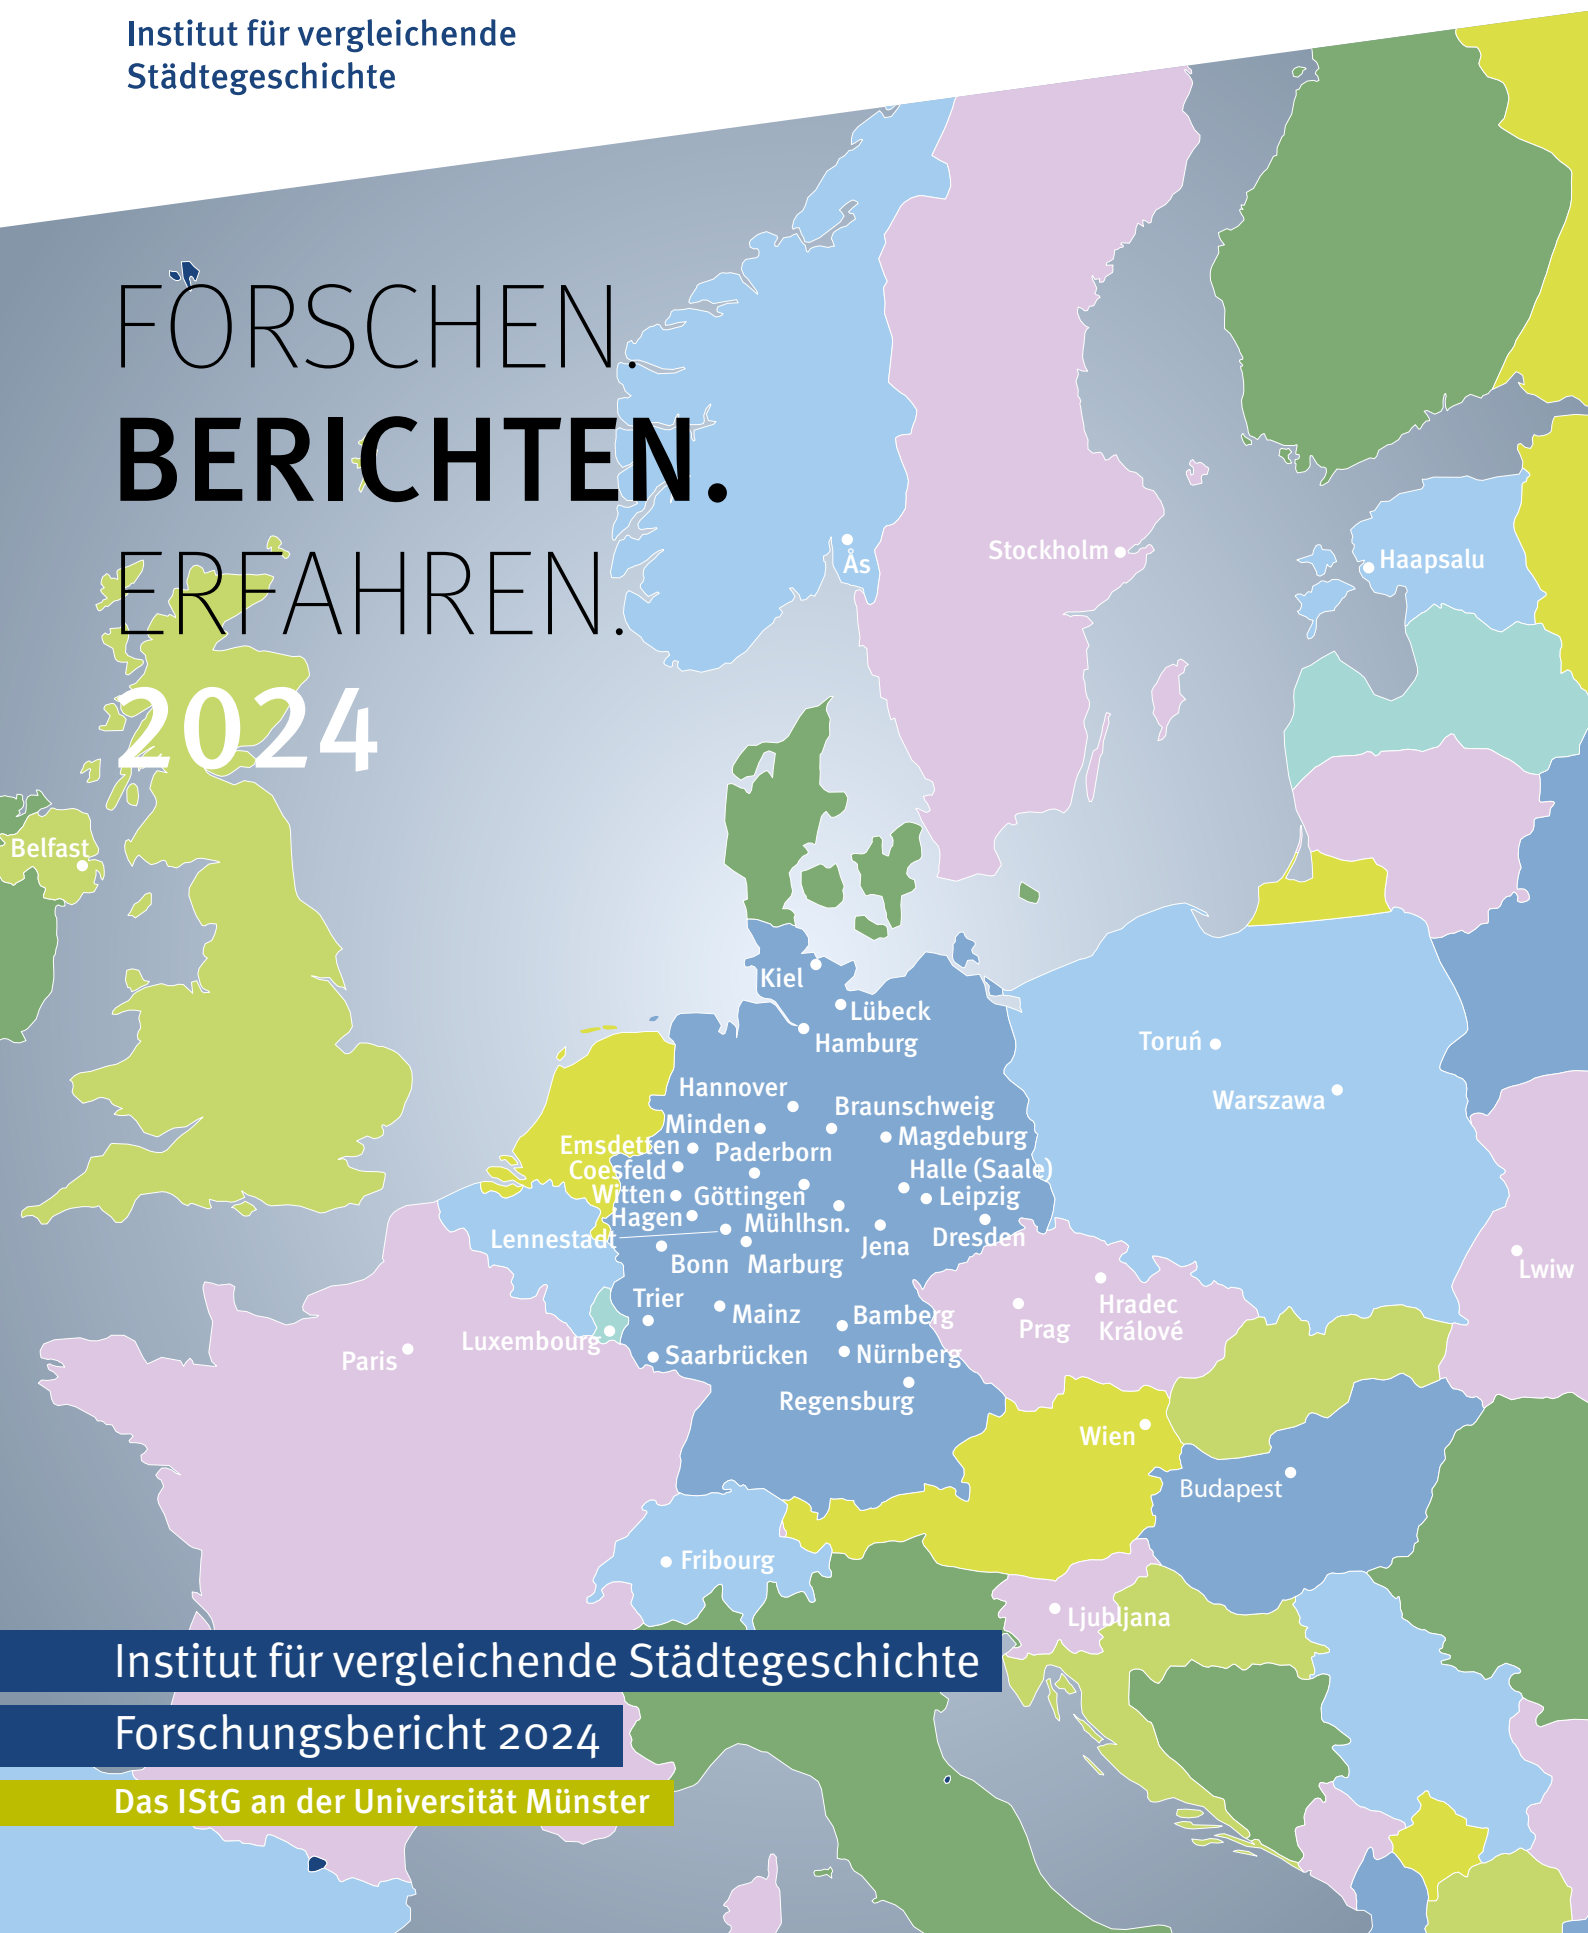 Institut für vergleichende
Städtegeschichte
FORSCHEN.
BERICHTEN.
ERFAHREN.
2024
Ås
Stockholm
Haapsalu
Belfast
Kiel
Lübeck
Hamburg
Toruń
Warszawa
Hannover
Braunschweig
Minden
Magdeburg
Emsdetten
Paderborn
Coesfeld
Halle (Saale)
Witten
Göttingen
Leipzig
Hagen
Mühlhsn.
Lennestadt
Jena
Dresden
Bonn
Marburg
Lwiw
Trier
Mainz
Bamberg
Hradec
Králové
Prag
Luxembourg
Paris
Saarbrücken
Nürnberg
Regensburg
Wien
Budapest
Fribourg
Ljubljana
Institut für vergleichende Städtegeschichte
Forschungsbericht 2024
Das IStG an der Universität Münster